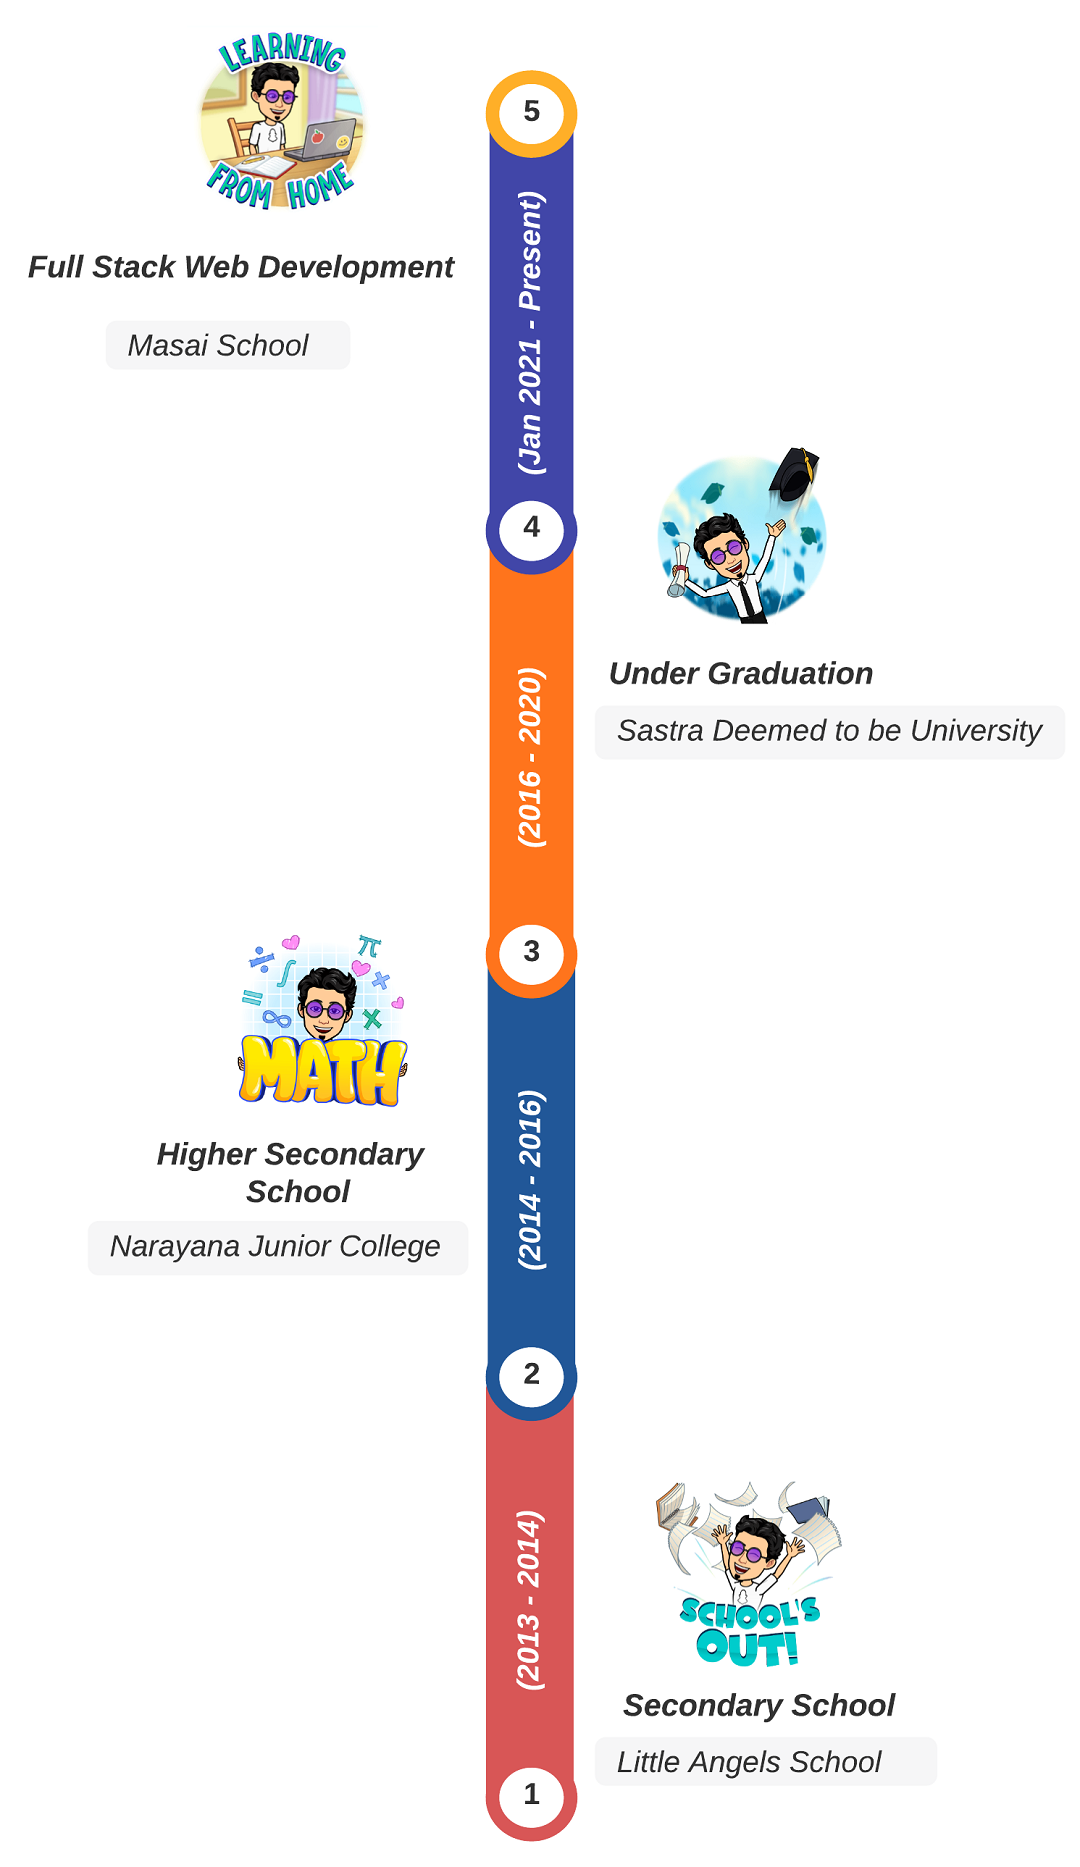 LEARNING
FROM HOME
5
Full Stack Web Development
Masai School
(Jan 2021 - Present)
4
Under Graduation
Sastra Deemed to be University
(2016 - 2020)
3
÷ π ∫ + = ∞ ×
MATH
Higher Secondary
School
Narayana Junior College
(2014 - 2016)
2
(2013 - 2014)
SCHOOL'S
OUT!
Secondary School
Little Angels School
1